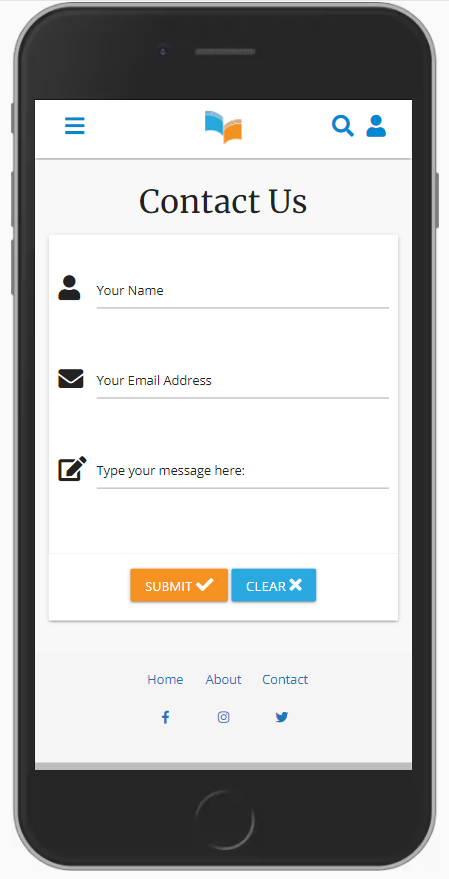 Contact Us
Your Name
Your Email Address
Type your message here:
SUBMIT CLEAR
Home About Contact